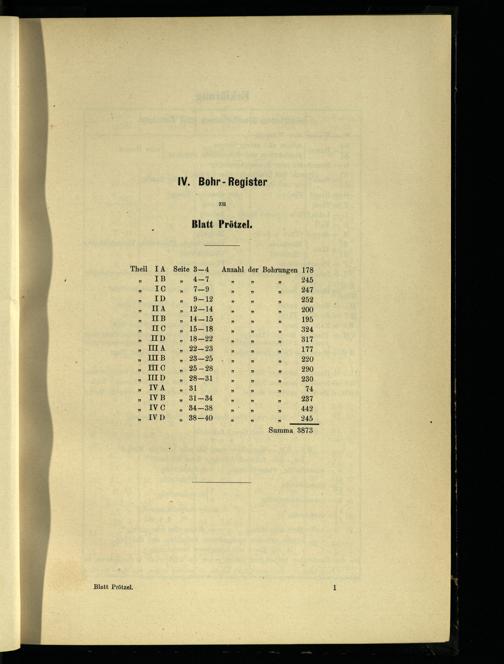 IV. Bohr-Register
zu
Blatt Prötzel.
Theil I A Seite 3—4 Anzahl der Bohrungen 178
„ I B „ 4—7 „ „ „ 245
„ I C „ 7—9 „ „ „ 247
„ I D „ 9—12 „ „ „ 252
„ II A „ 12—14 „ „ „ 200
„ II B „ 14—15 „ „ „ 195
„ II C „ 15—18 „ „ „ 324
„ II D „ 18—22 „ „ „ 317
„ III A „ 22—23 „ „ „ 177
„ III B „ 23—25 „ „ „ 220
„ III C „ 25—28 „ „ „ 290
„ III D „ 28—31 „ „ „ 230
„ IV A „ 31 „ „ „ 74
„ IV B „ 31—34 „ „ „ 237
„ IV C „ 34—38 „ „ „ 442
„ IV D „ 38—40 „ „ „ 245
Summa 3873
Blatt Prötzel. 1